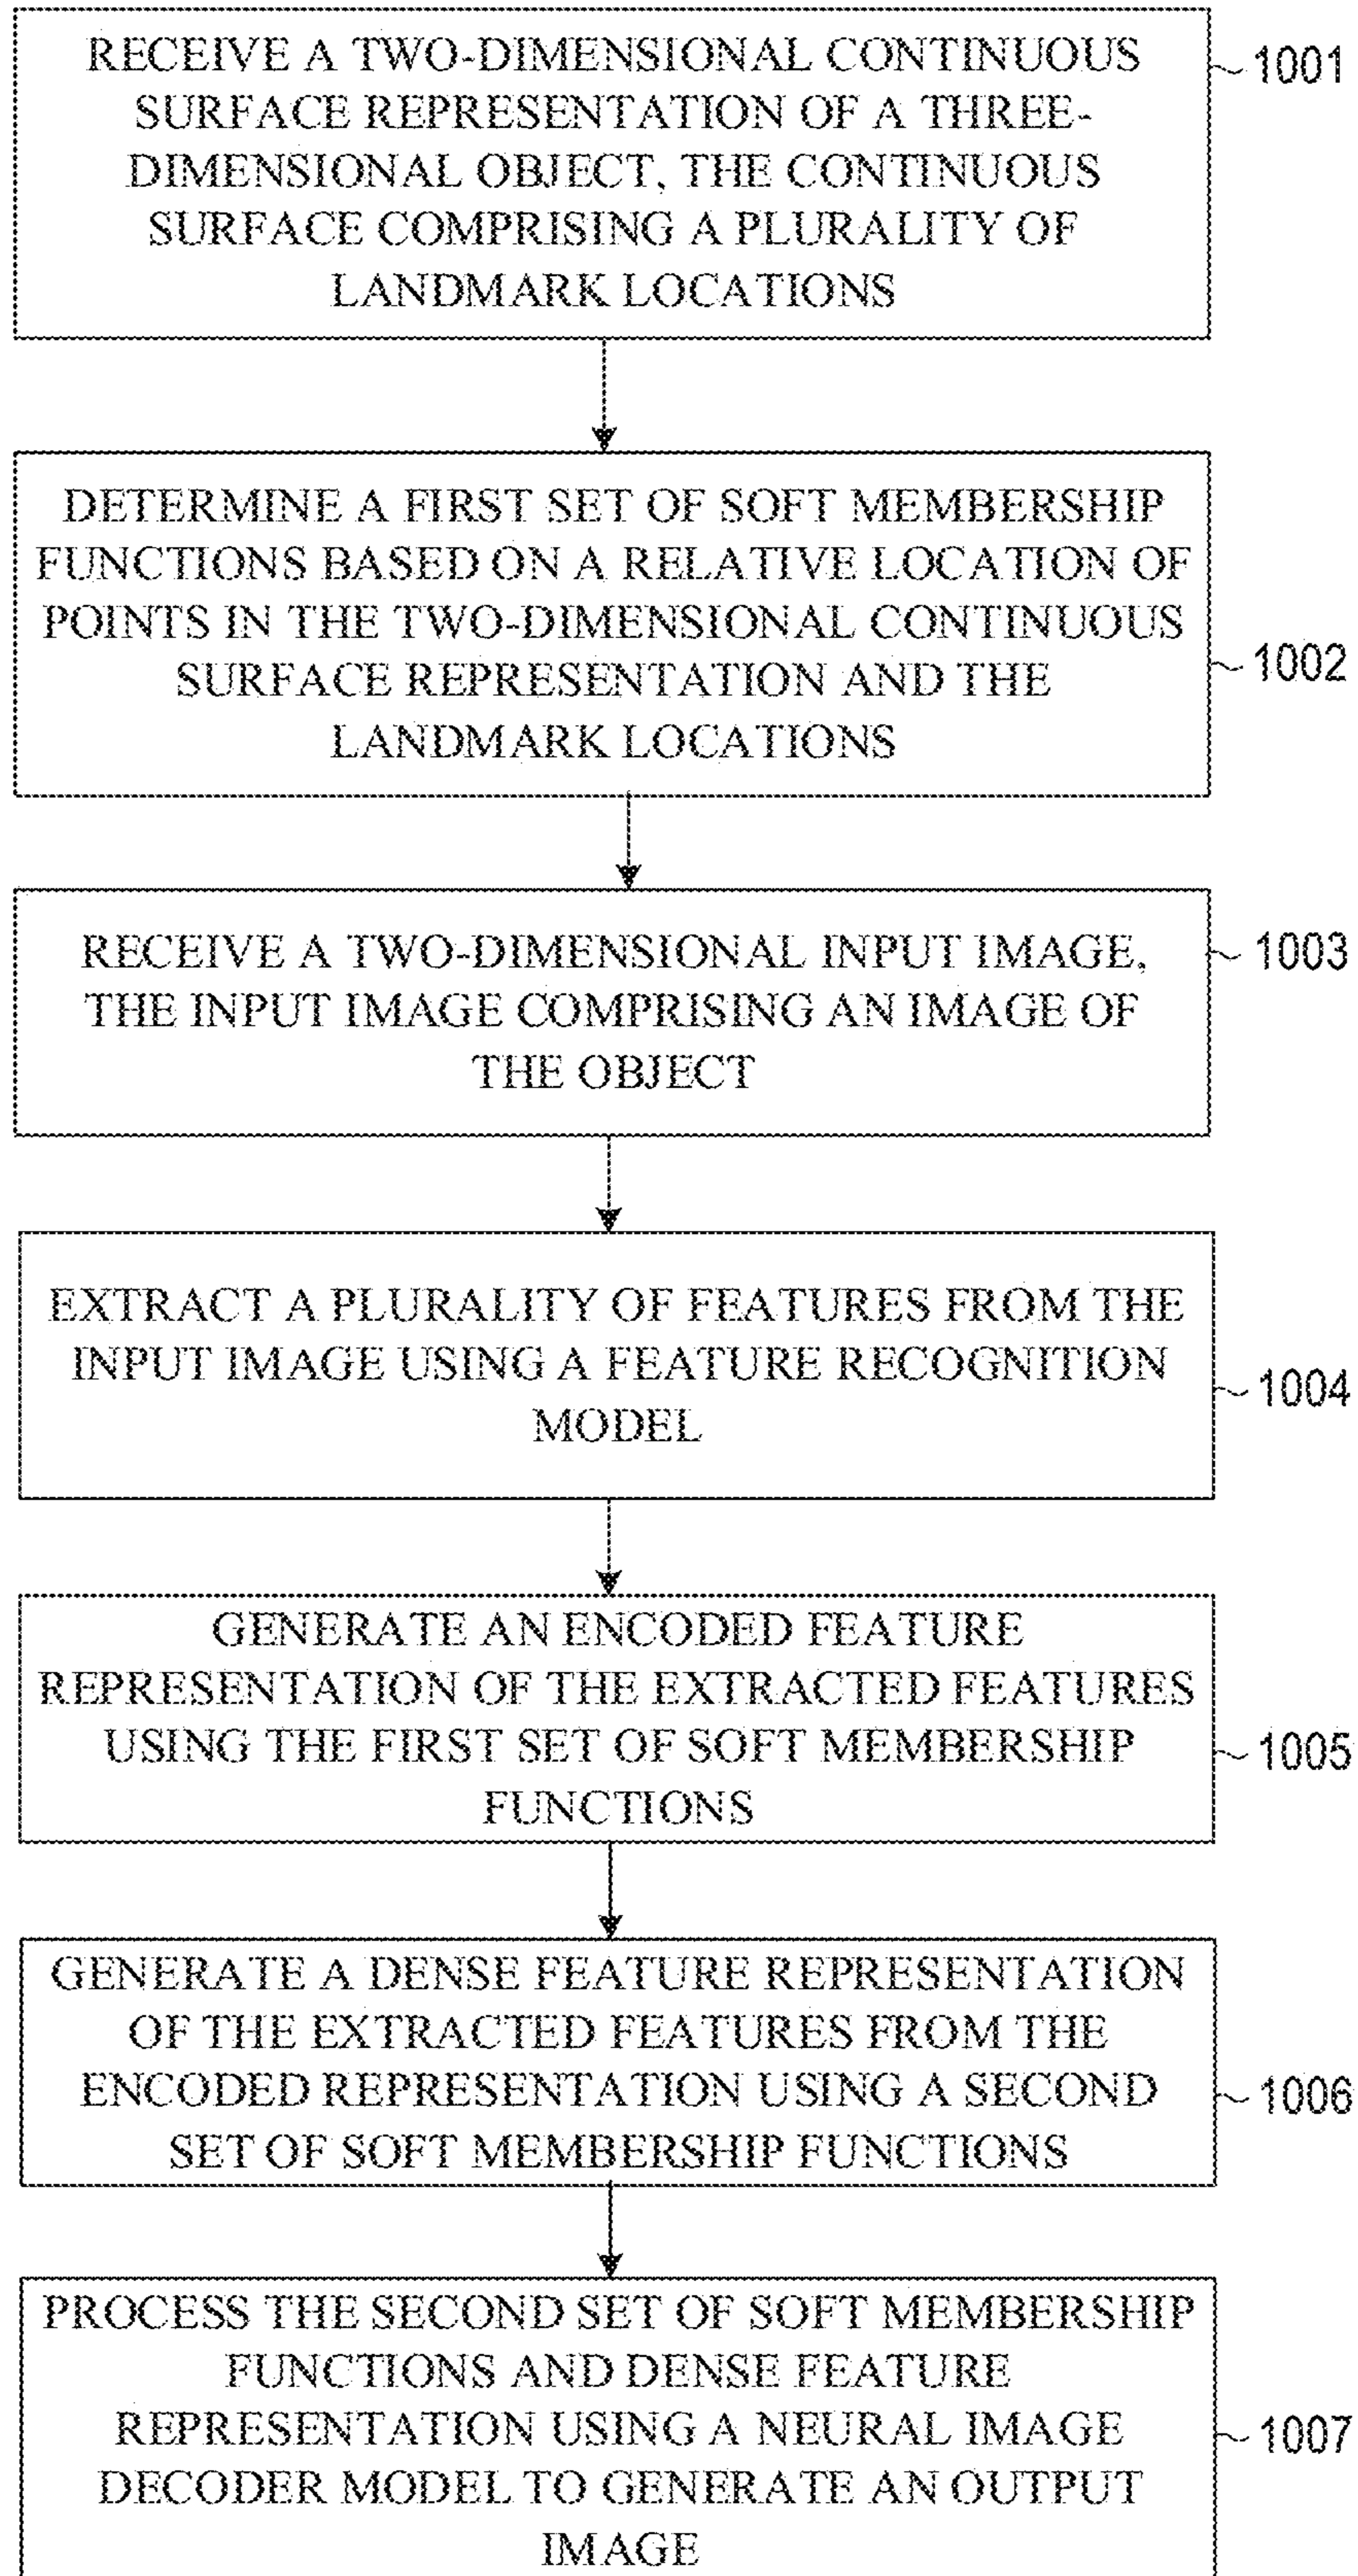 RECEIVE A TWO-DIMENSIONAL CONTINUOUS
SURFACE REPRESENTATION OF A THREE-
DIMENSIONAL OBJECT, THE CONTINUOUS
SURFACE COMPRISING A PLURALITY OF
LANDMARK LOCATIONS
1001
DETERMINE A FIRST SET OF SOFT MEMBERSHIP
FUNCTIONS BASED ON A RELATIVE LOCATION OF
POINTS IN THE TWO-DIMENSIONAL CONTINUOUS
SURFACE REPRESENTATION AND THE
LANDMARK LOCATIONS
1002
RECEIVE A TWO-DIMENSIONAL INPUT IMAGE,
THE INPUT IMAGE COMPRISING AN IMAGE OF
THE OBJECT
1003
EXTRACT A PLURALITY OF FEATURES FROM THE
INPUT IMAGE USING A FEATURE RECOGNITION
MODEL
1004
GENERATE AN ENCODED FEATURE
REPRESENTATION OF THE EXTRACTED FEATURES
USING THE FIRST SET OF SOFT MEMBERSHIP
FUNCTIONS
1005
GENERATE A DENSE FEATURE REPRESENTATION
OF THE EXTRACTED FEATURES FROM THE
ENCODED REPRESENTATION USING A SECOND
SET OF SOFT MEMBERSHIP FUNCTIONS
1006
PROCESS THE SECOND SET OF SOFT MEMBERSHIP
FUNCTIONS AND DENSE FEATURE
REPRESENTATION USING A NEURAL IMAGE
DECODER MODEL TO GENERATE AN OUTPUT
IMAGE
1007